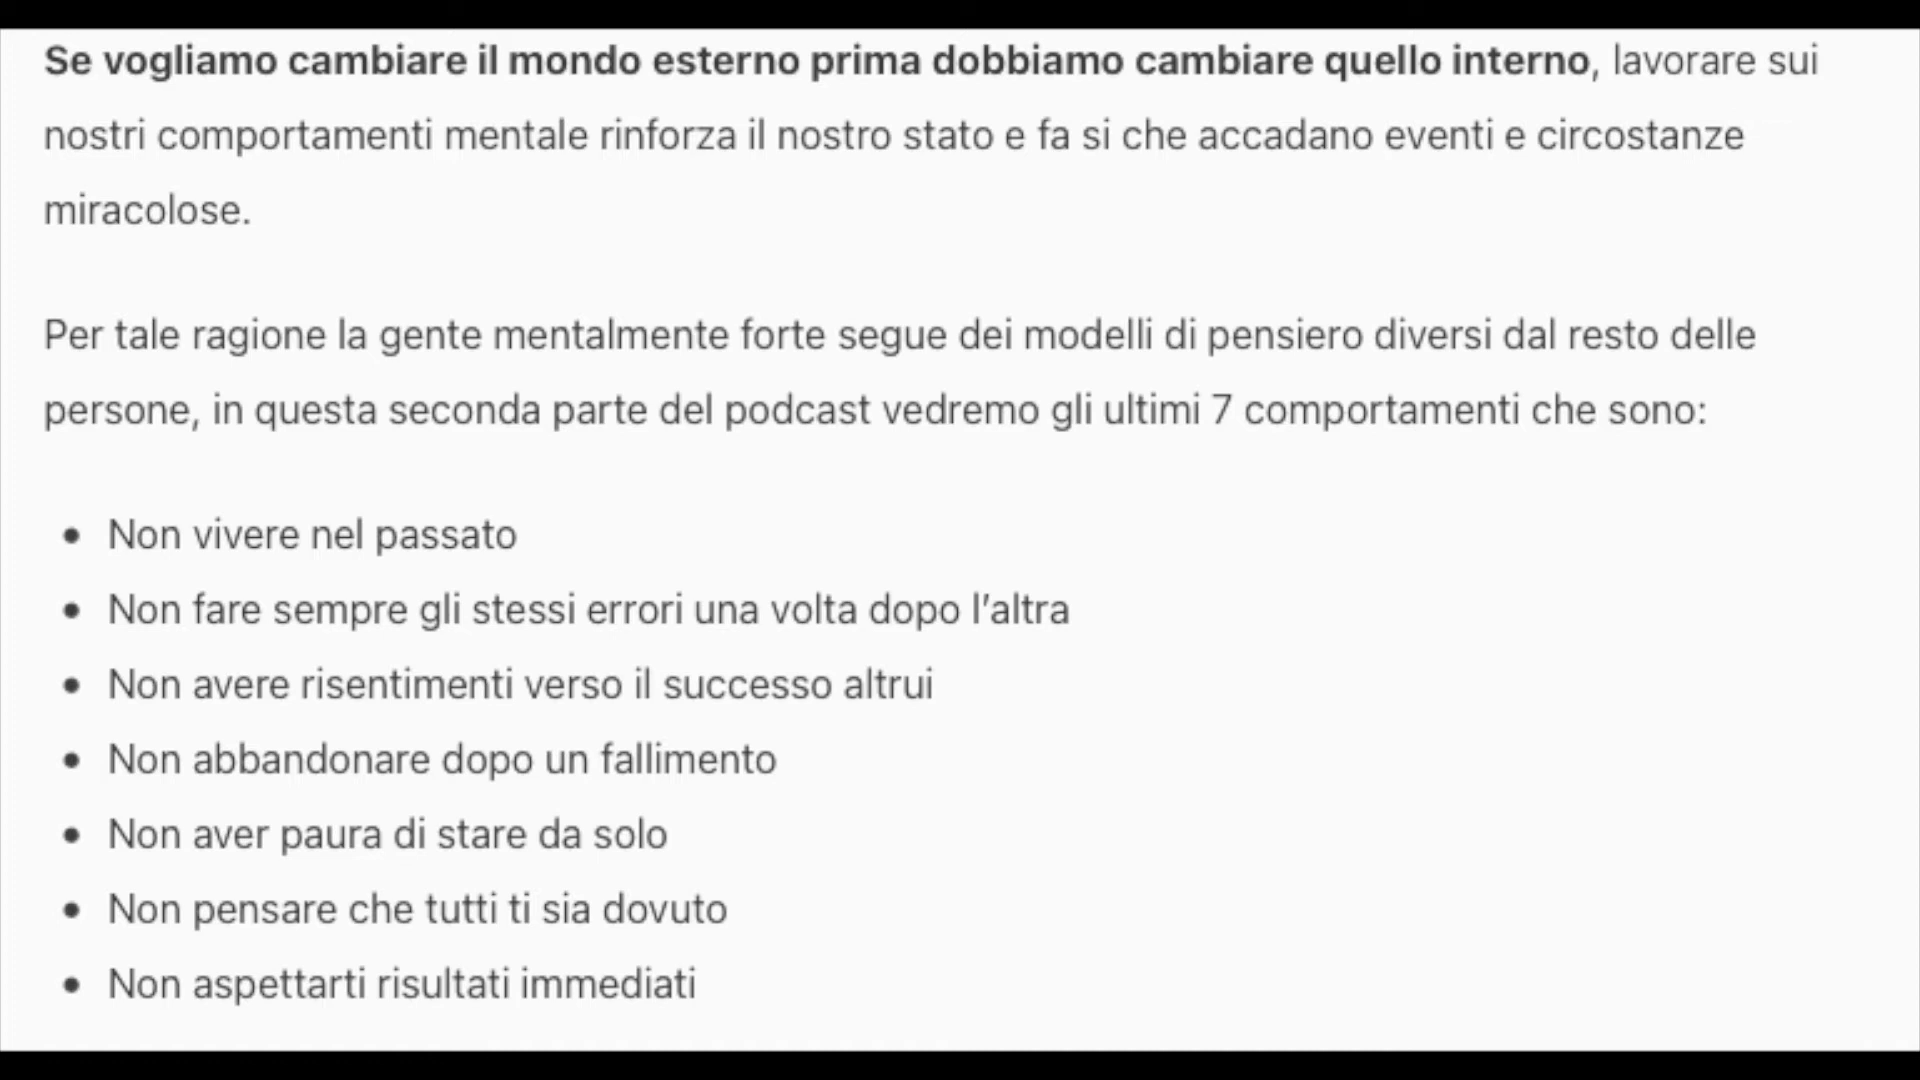 Se vogliamo cambiare il mondo esterno prima dobbiamo cambiare quello interno, lavorare sui
nostri comportamenti mentale rinforza il nostro stato e fa si che accadano eventi e circostanze
miracolose.
Per tale ragione la gente mentalmente forte segue dei modelli di pensiero diversi dal resto delle
persone, in questa seconda parte del podcast vedremo gli ultimi 7 comportamenti che sono:
• Non vivere nel passato
• Non fare sempre gli stessi errori una volta dopo l’altra
• Non avere risentimenti verso il successo altrui
• Non abbandonare dopo un fallimento
• Non aver paura di stare da solo
• Non pensare che tutti ti sia dovuto
• Non aspettarti risultati immediati